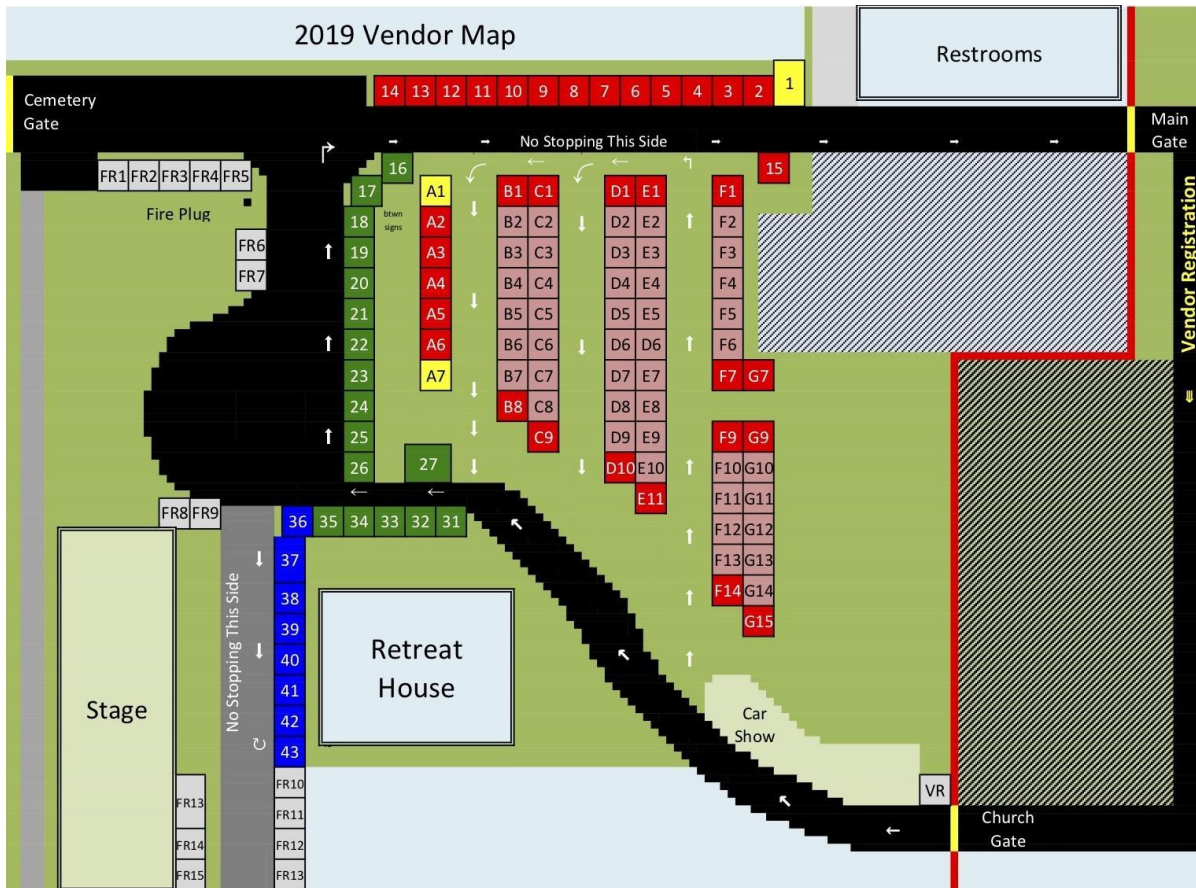 2019 Vendor Map
Restrooms
Cemetery
Gate
14 13 12 11 10 9 8 7 6 5 4 3 2 1
No Stopping This Side
Main
Gate
FR1 FR2 FR3 FR4 FR5
Fire Plug
16
15
17 A1 B1 C1 D1 E1 F1
btwn
signs
18 A2 B2 C2 D2 E2 F2
FR6 19 A3 B3 C3 D3 E3 F3
FR7 20 A4 B4 C4 D4 E4 F4
21 A5 B5 C5 D5 E5 F5
22 A6 B6 C6 D6 D6 F6
23 A7 B7 C7 D7 E7 F7 G7
24 B8 C8 D8 E8
25 C9 D9 E9 F9 G9
26 27 D10 E10 F10 G10
E11 F11 G11
FR8 FR9
36 35 34 33 32 31 F12 G12
37 F13 G13
38 F14 G14
39 G15
40
41
42
43
Vendor Registration
No Stopping This Side
Retreat
House
Stage
Car
Show
VR
FR13
FR14
FR15
FR10
FR11
FR12
FR13
Church
Gate